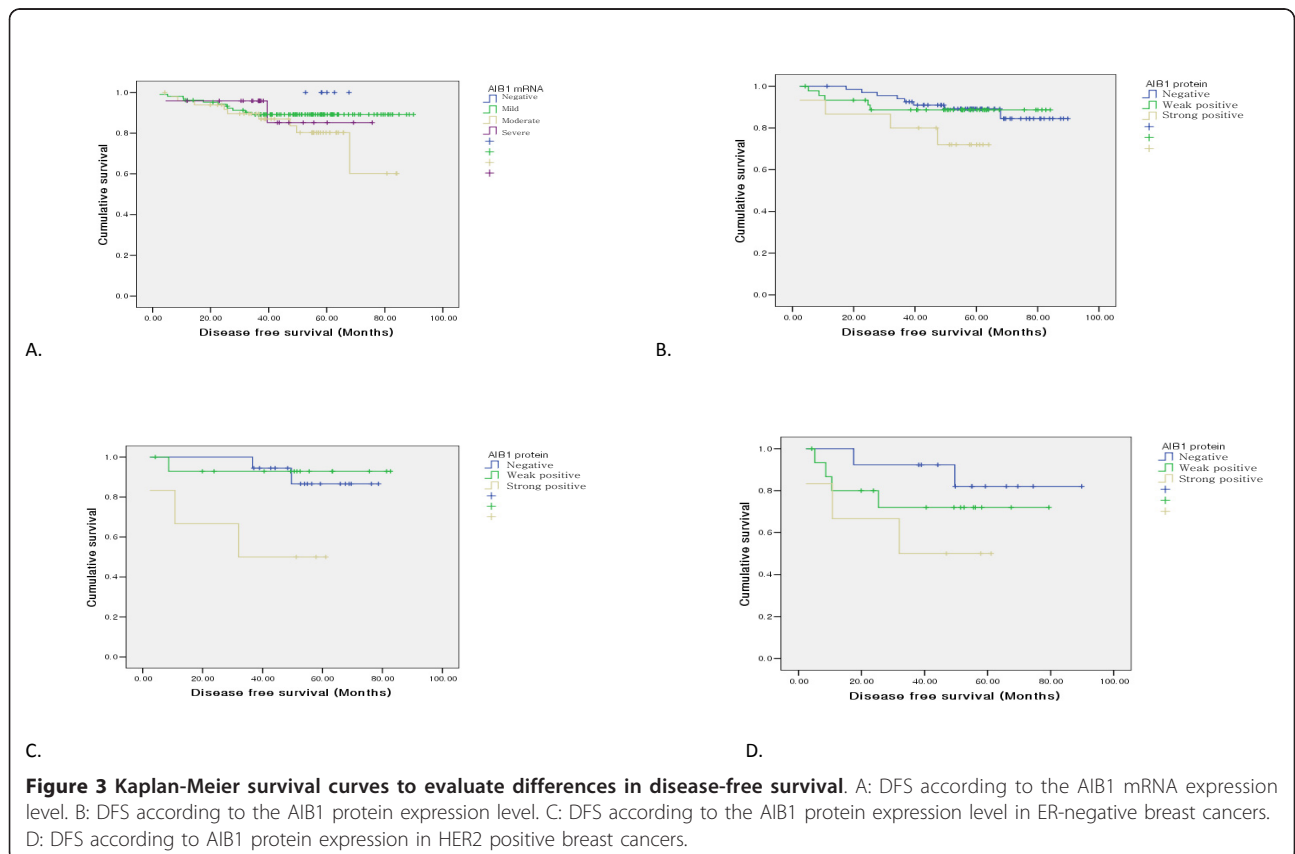 AIB1 mRNA
Negative
Mild
Moderate
Severe
1.0
0.8
0.6
0.4
0.2
0.0
Cumulative survival
0.00 20.00 40.00 60.00 80.00 100.00
Disease free survival (Months)
A.
AIB1 protein
Negative
Weak positive
Strong positive
1.0
0.8
0.6
0.4
0.2
0.0
Cumulative survival
0.00 20.00 40.00 60.00 80.00 100.00
Disease free survival (Months)
B.
AIB1 protein
Negative
Weak positive
Strong positive
1.0
0.8
0.6
0.4
0.2
0.0
Cumulative survival
0.00 20.00 40.00 60.00 80.00 100.00
Disease free survival (Months)
C.
AIB1 protein
Negative
Weak positive
Strong positive
1.0
0.8
0.6
0.4
0.2
0.0
Cumulative survival
0.00 20.00 40.00 60.00 80.00 100.00
Disease free survival (Months)
D.
Figure 3 Kaplan-Meier survival curves to evaluate differences in disease-free survival. A: DFS according to the AIB1 mRNA expression
level. B: DFS according to the AIB1 protein expression level. C: DFS according to the AIB1 protein expression level in ER-negative breast cancers.
D: DFS according to AIB1 protein expression in HER2 positive breast cancers.